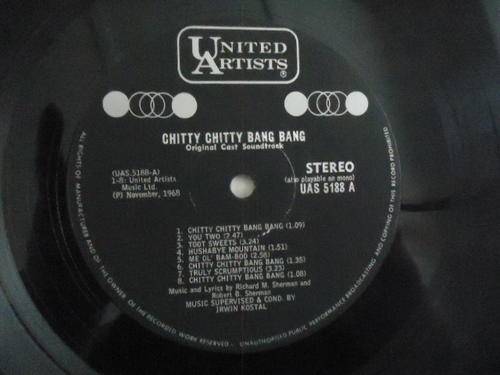 UNITED
ARTISTS
®
CHITTY CHITTY BANG BANG
Original Cast Soundtrack
(UAS.5188-A)
1-8: United Artists
Music Ltd.
(P) November, 1968
STEREO
(also playable on mono)
UAS 5188 A
1. CHITTY CHITTY BANG BANG (1.09)
2. YOU TWO (2.47)
3. TOOT SWEETS (3.24)
4. HUSHABYE MOUNTAIN (1.51)
5. ME OL' BAM-BOO (2.58)
6. CHITTY CHITTY BANG BANG (1.35)
7. TRULY SCRUMPTIOUS (3.25)
8. CHITTY CHITTY BANG BANG (1.08)
Music and Lyrics by Richard M. Sherman and
Robert B. Sherman
MUSIC SUPERVISED & COND. BY
IRWIN KOSTAL
ALL RIGHTS OF MANUFACTURER AND OF THE OWNER OF THE RECORDED WORK RESERVED — UNAUTHORISED PUBLIC PERFORMANCE BROADCASTING AND COPYING OF THIS RECORD PROHIBITED